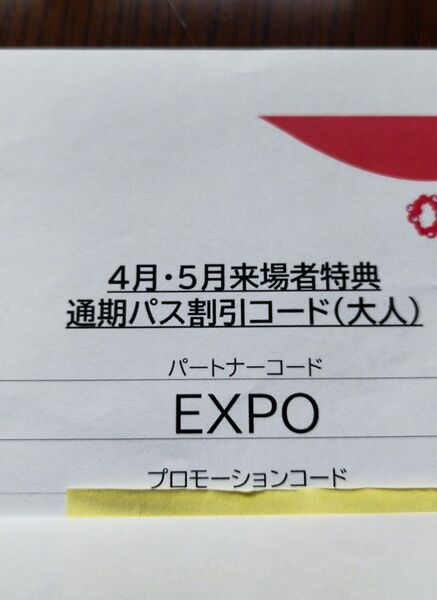 4月・5月来場者特典
通期パス割引コード（大人）
パートナーコード
EXPO
プロモーションコード